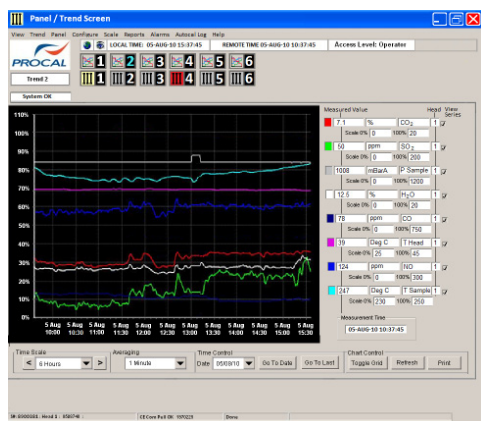 Panel / Trend Screen
View Trend Panel Configure Scale Reports Alarms Autocal Log Help
PROCAL
LOCAL TIME: 05-AUG-10 15:37:45 REMOTE TIME 05-AUG-10 10:37:45 Access Level: Operator
1 2 3 4 5 6
Trend 2
1 2 3 4 5 6
System OK
Measured Value Head View Series
7.1 % CO2 1
Scale 0% 0 100% 20
50 ppm SO2 1
Scale 0% 0 100% 200
1008 mBarA P Sample 1
Scale 0% 0 100% 1200
12.5 % H2O 1
Scale 0% 0 100% 20
78 ppm CO 1
Scale 0% 0 100% 750
39 Deg C T Head 1
Scale 0% 25 100% 45
124 ppm NO 1
Scale 0% 0 100% 300
247 Deg C T Sample 1
Scale 0% 230 100% 250
Measurement Time
05-AUG-10 10:37:45
110%
100%
90%
80%
70%
60%
50%
40%
30%
20%
10%
0%
5 Aug 5 Aug 5 Aug 5 Aug 5 Aug 5 Aug 5 Aug 5 Aug 5 Aug 5 Aug 5 Aug 5 Aug
10:00 10:30 11:00 11:30 12:00 12:30 13:00 13:30 14:00 14:30 15:00 15:30
Time Scale Averaging Time Control Chart Control
< 6 Hours > 1 Minute Date 05/08/10 Go To Date Go To Last Toggle Grid Refresh Print
Done